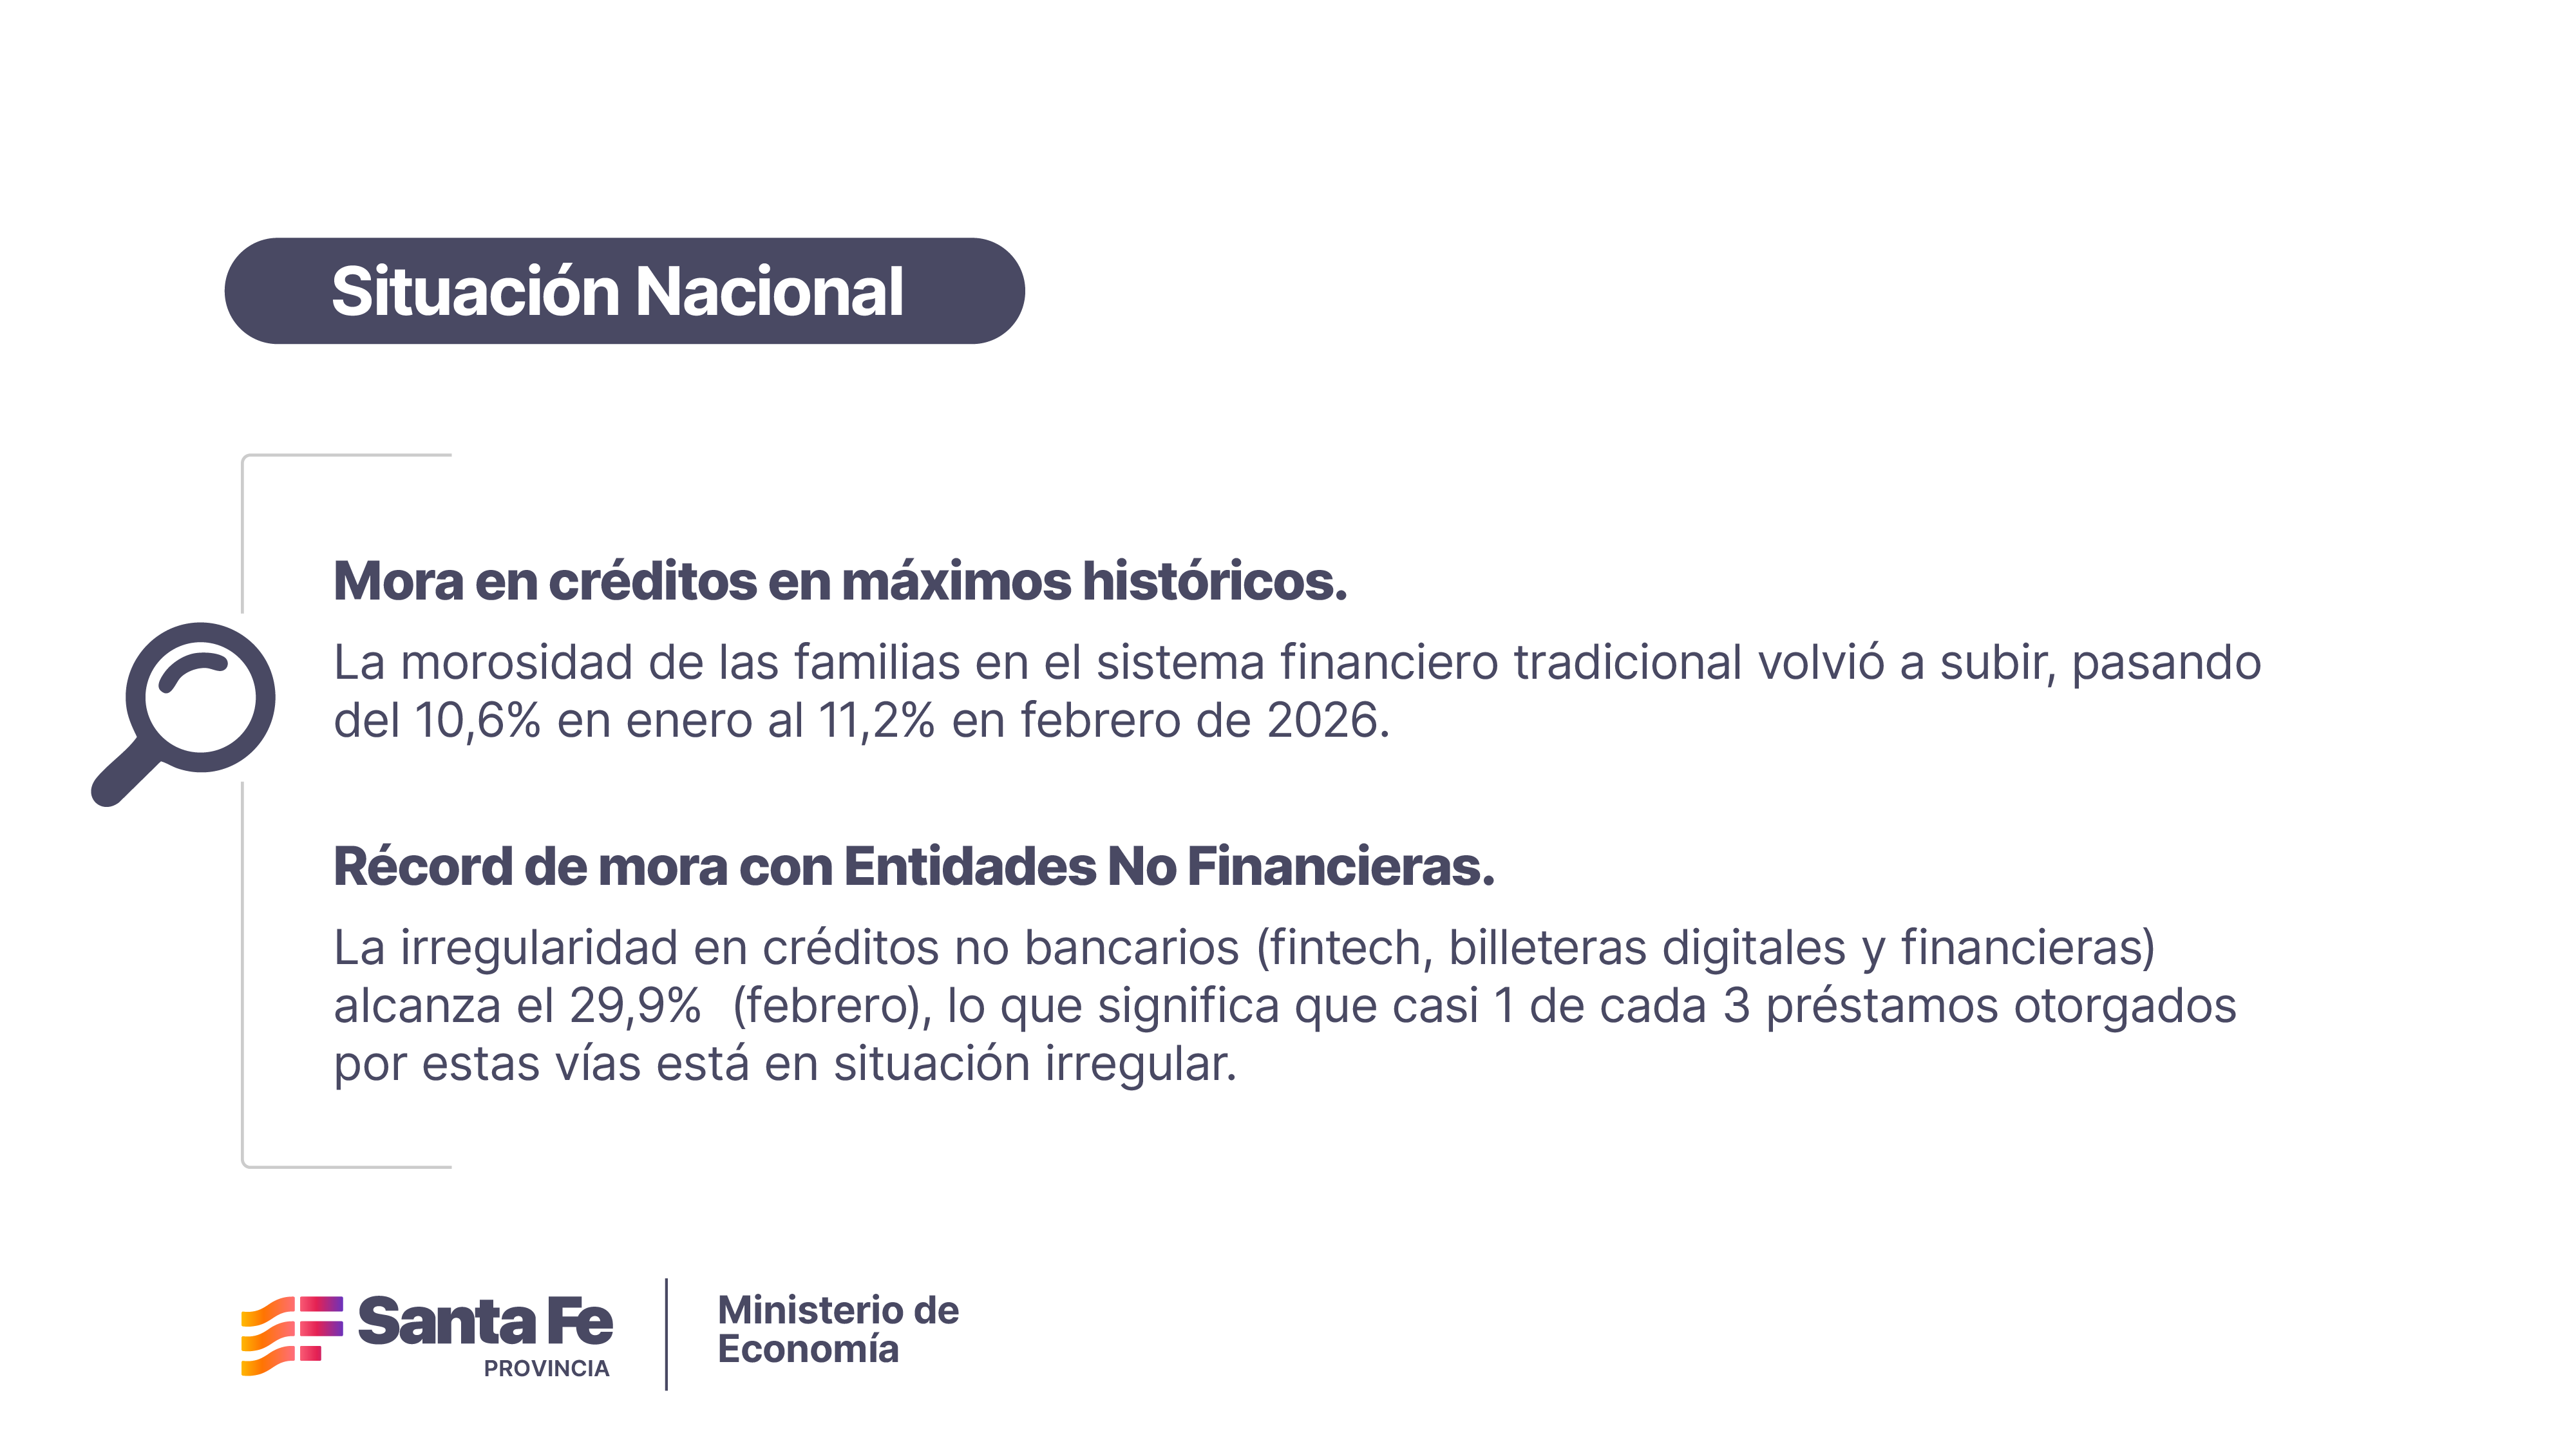 Situación Nacional
Mora en créditos en máximos históricos.
La morosidad de las familias en el sistema financiero tradicional volvió a subir, pasando
del 10,6% en enero al 11,2% en febrero de 2026.
Récord de mora con Entidades No Financieras.
La irregularidad en créditos no bancarios (fintech, billeteras digitales y financieras)
alcanza el 29,9%  (febrero), lo que significa que casi 1 de cada 3 préstamos otorgados
por estas vías está en situación irregular.
Santa Fe
PROVINCIA
Ministerio de
Economía